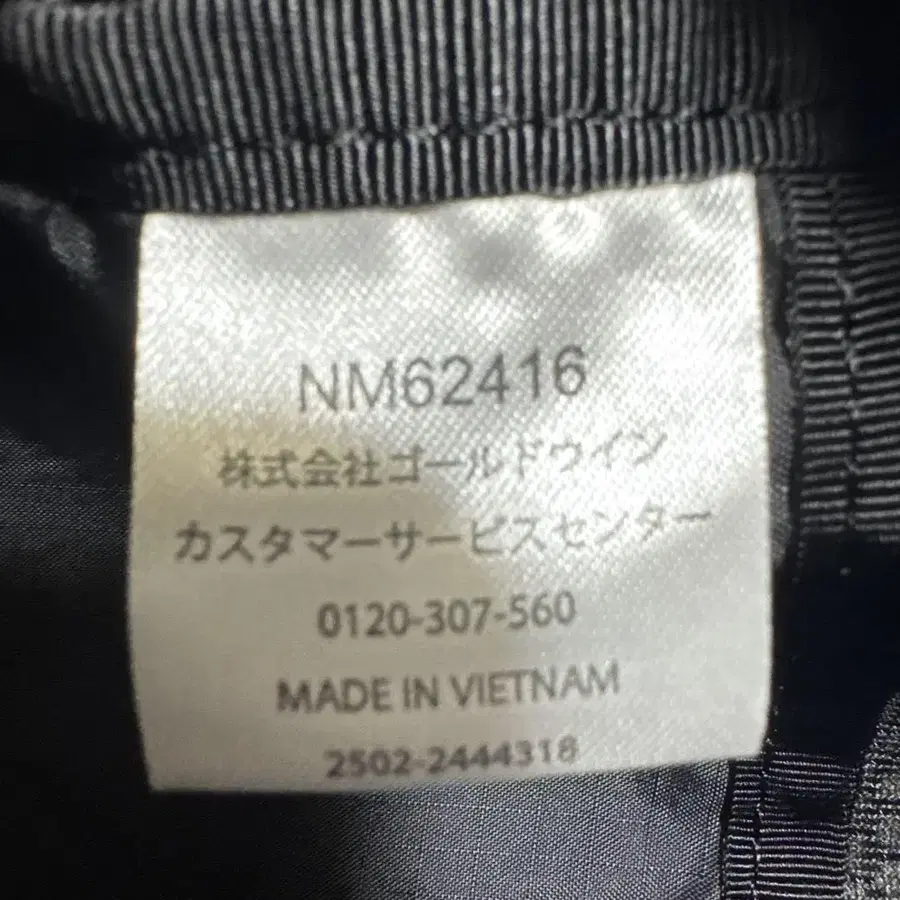 NM62416
株式会社ゴールドウイン
カスタマーサービスセンター
0120-307-560
MADE IN VIETNAM
2502-2444318